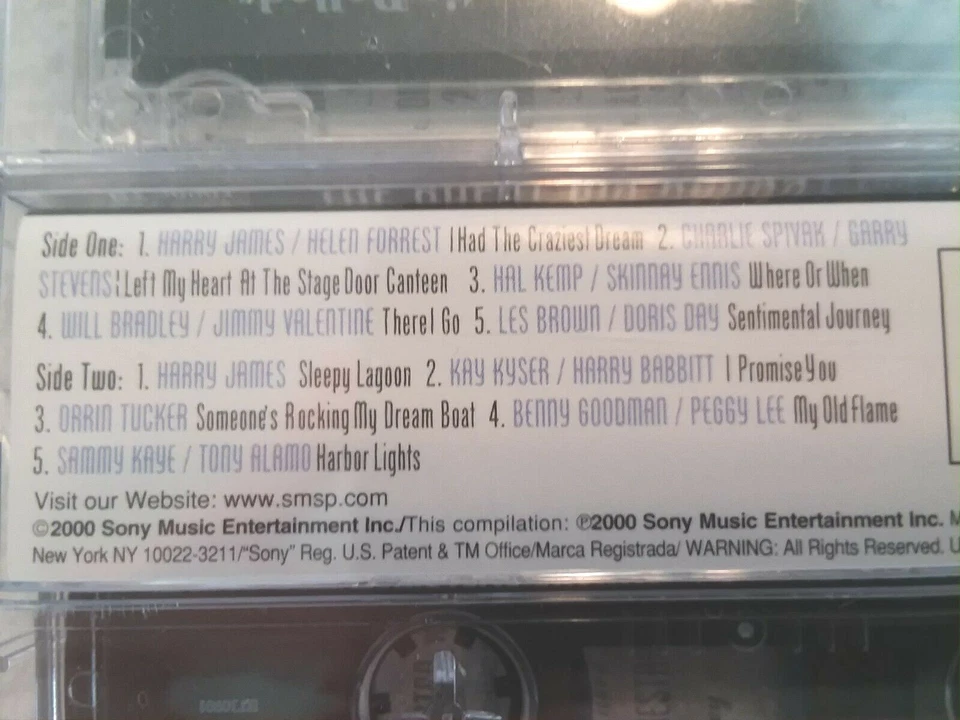 Side One: 1. HARRY JAMES / HELEN FORREST I Had The Craziest Dream 2. CHARLIE SPIVAK / GARRY
STEVENS I Left My Heart At The Stage Door Canteen 3. HAL KEMP / SKINNAY ENNIS Where Or When
4. WILL BRADLEY / JIMMY VALENTINE There I Go 5. LES BROWN / DORIS DAY Sentimental Journey
Side Two: 1. HARRY JAMES Sleepy Lagoon 2. KAY KYSER / HARRY BABBITT I Promise You
3. ORRIN TUCKER Someone's Rocking My Dream Boat 4. BENNY GOODMAN / PEGGY LEE My Old Flame
5. SAMMY KAYE / TONY ALAMO Harbor Lights
Visit our Website: www.smsp.com
©2000 Sony Music Entertainment Inc./This compilation: ℗2000 Sony Music Entertainment Inc.
New York NY 10022-3211/"Sony" Reg. U.S. Patent & TM Office/Marca Registrada/ WARNING: All Rights Reserved.